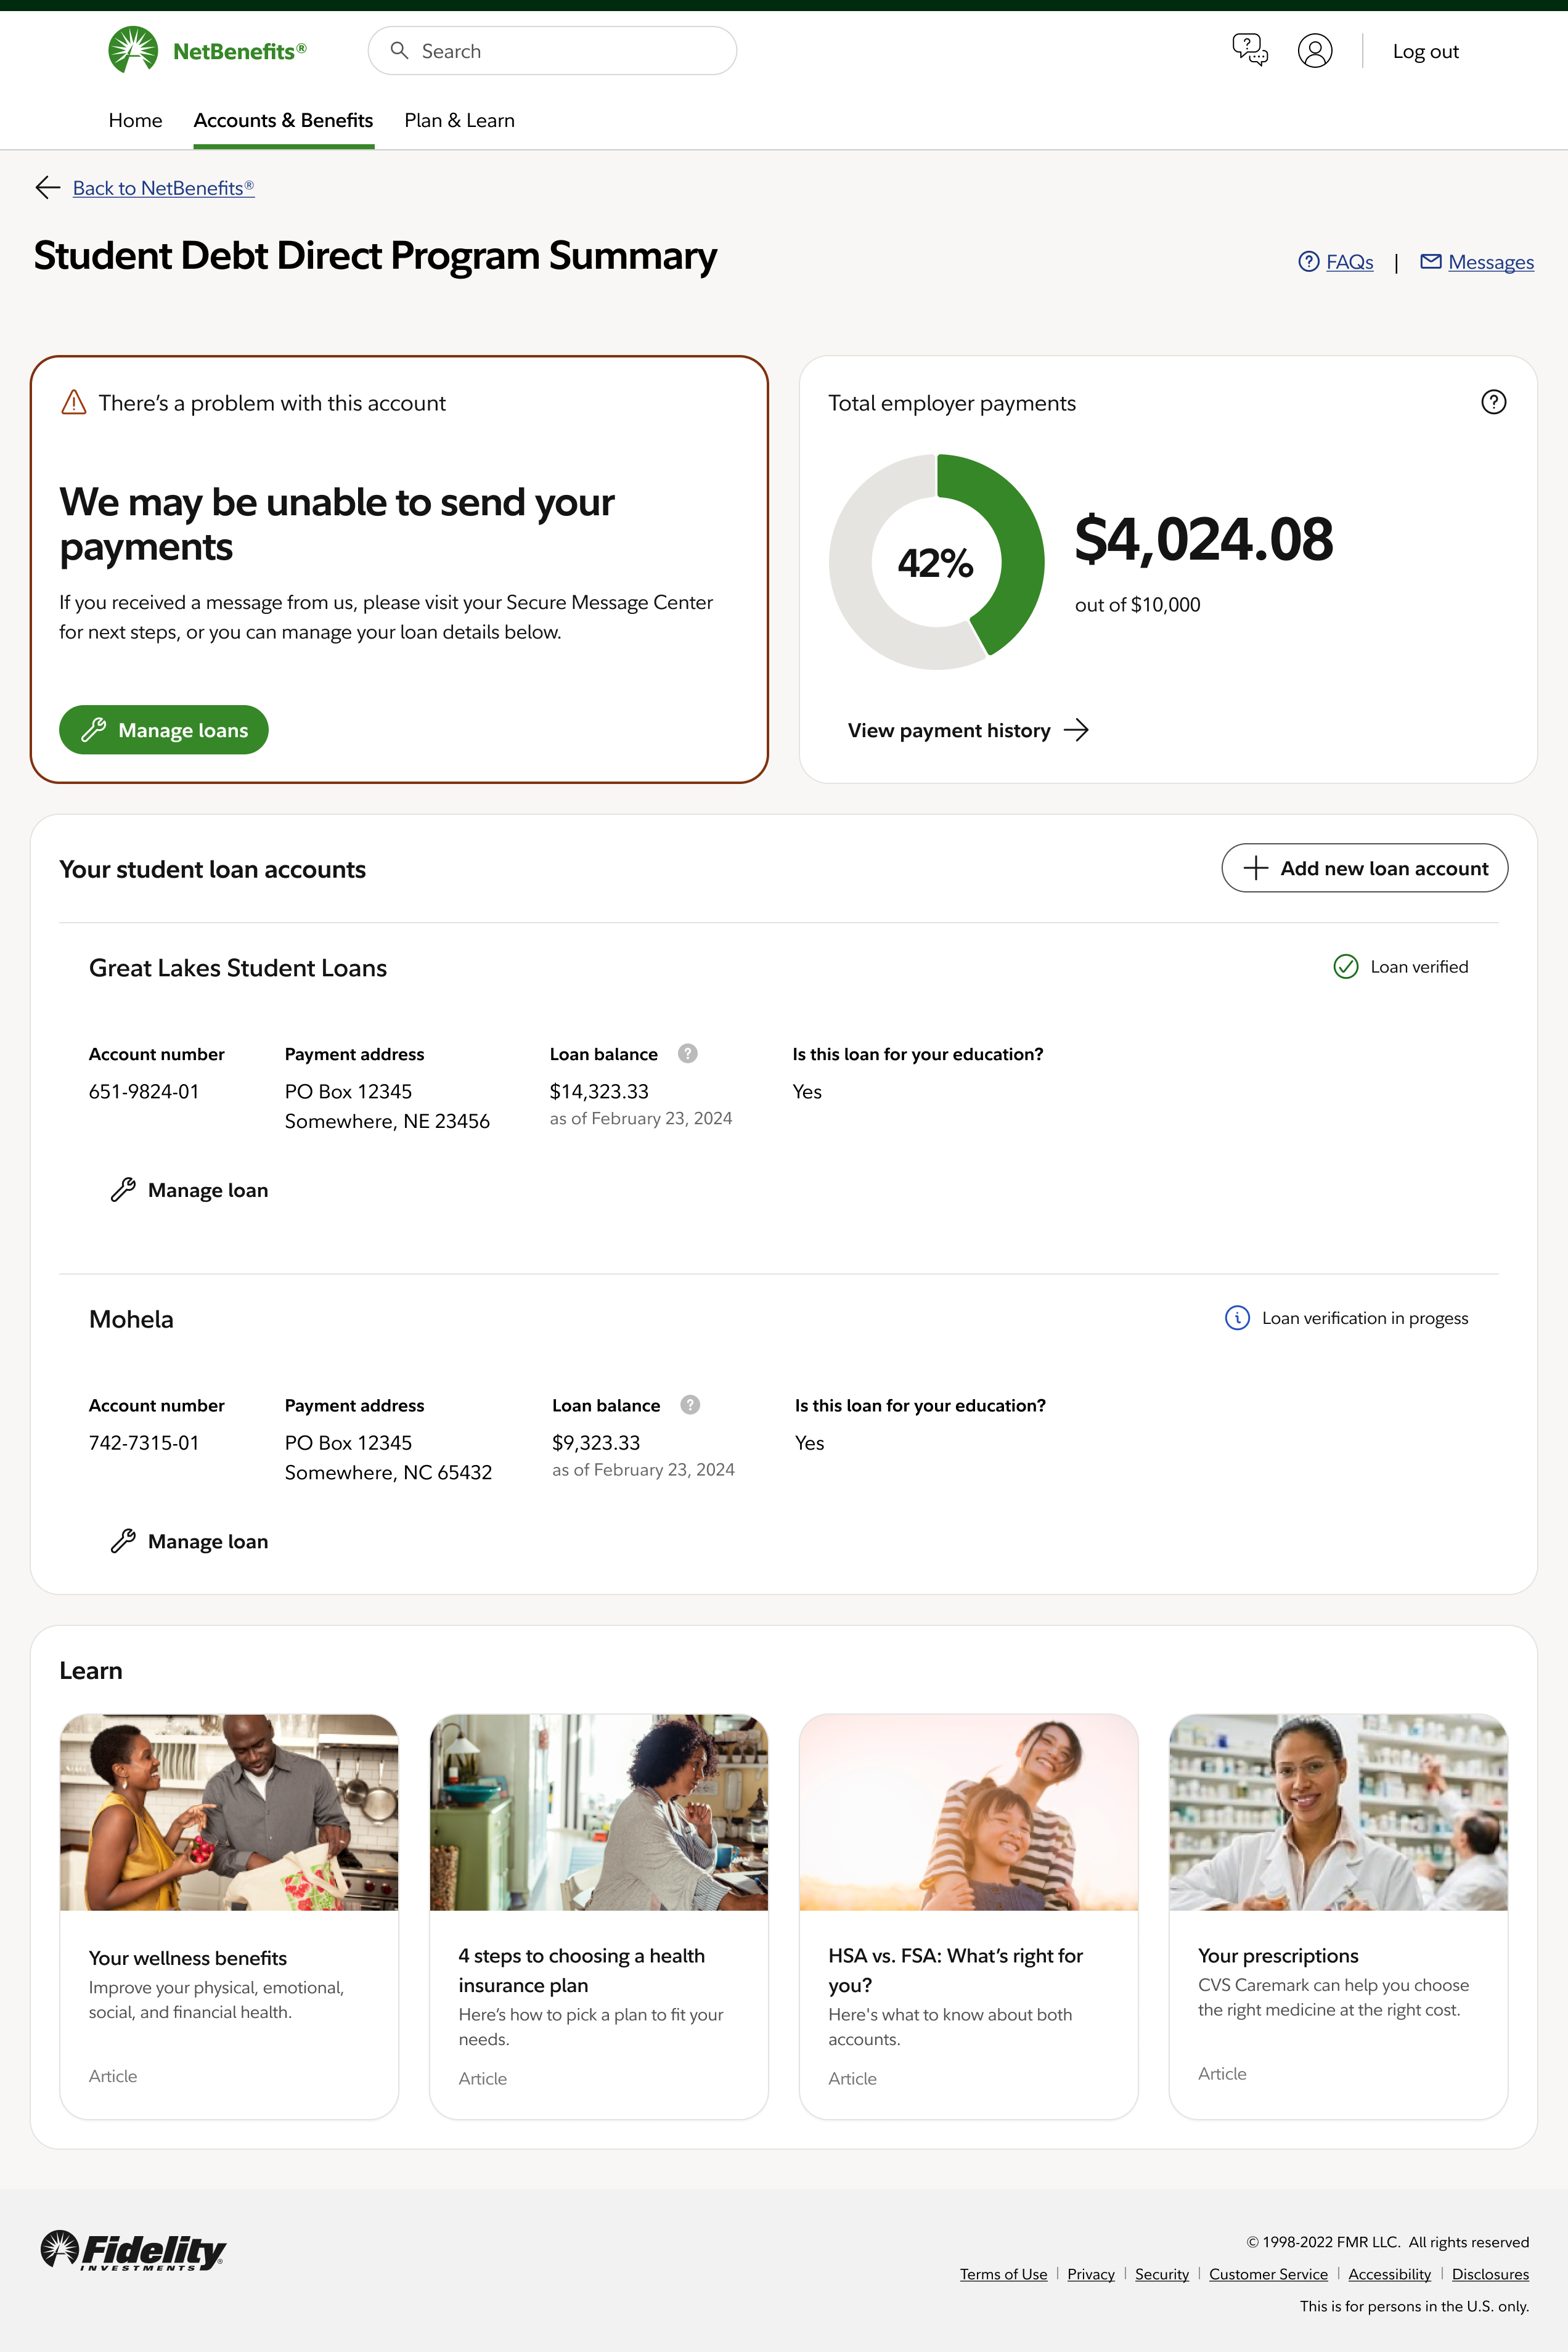 NetBenefits®
Search
Log out
Home
Accounts & Benefits
Plan & Learn
Back to NetBenefits®
Student Debt Direct Program Summary
FAQs | Messages
There’s a problem with this account
We may be unable to send your
payments
If you received a message from us, please visit your Secure Message Center
for next steps, or you can manage your loan details below.
Manage loans
Total employer payments
42%
$4,024.08
out of $10,000
View payment history
Your student loan accounts
Add new loan account
Great Lakes Student Loans
Loan verified
Account number
651-9824-01
Payment address
PO Box 12345
Somewhere, NE 23456
Loan balance
$14,323.33
as of February 23, 2024
Is this loan for your education?
Yes
Manage loan
Mohela
Loan verification in progess
Account number
742-7315-01
Payment address
PO Box 12345
Somewhere, NC 65432
Loan balance
$9,323.33
as of February 23, 2024
Is this loan for your education?
Yes
Manage loan
Learn
Your wellness benefits
Improve your physical, emotional,
social, and financial health.
Article
4 steps to choosing a health
insurance plan
Here’s how to pick a plan to fit your
needs.
Article
HSA vs. FSA: What’s right for
you?
Here's what to know about both
accounts.
Article
Your prescriptions
CVS Caremark can help you choose
the right medicine at the right cost.
Article
Fidelity®
INVESTMENTS
© 1998-2022 FMR LLC. All rights reserved
Terms of Use | Privacy | Security | Customer Service | Accessibility | Disclosures
This is for persons in the U.S. only.